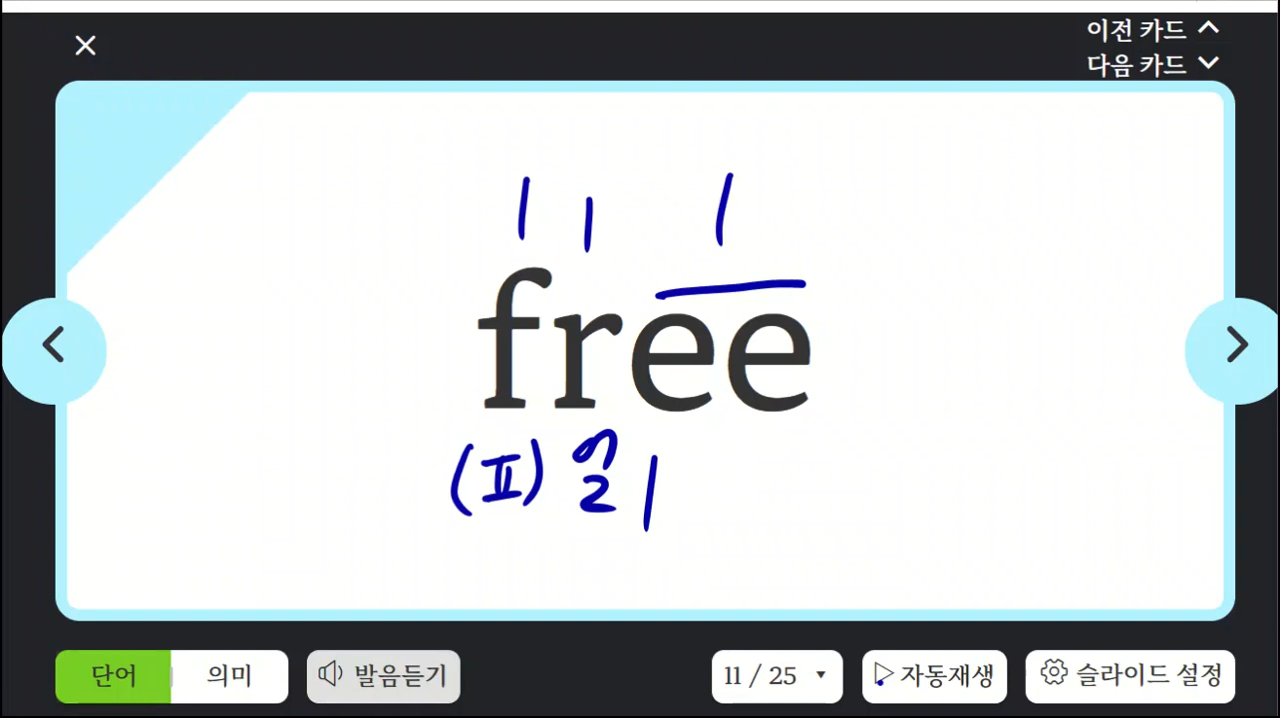 이전 카드
다음 카드
free
단어 의미 발음듣기 11 / 25 자동재생 슬라이드 설정